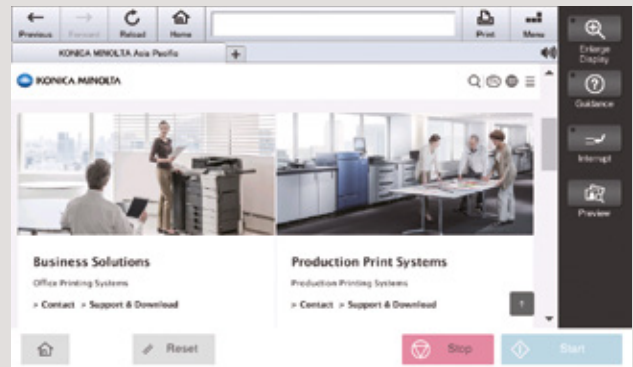 Previous Forward Reload Home Print Menu
KONICA MINOLTA Asia Pacific +
Enlarge
Display
KONICA MINOLTA
Guidance
Interrupt
Preview
Business Solutions
Office Printing Systems
> Contact > Support & Download
Production Print Systems
Production Printing Systems
> Contact > Support & Download
Reset Stop Start